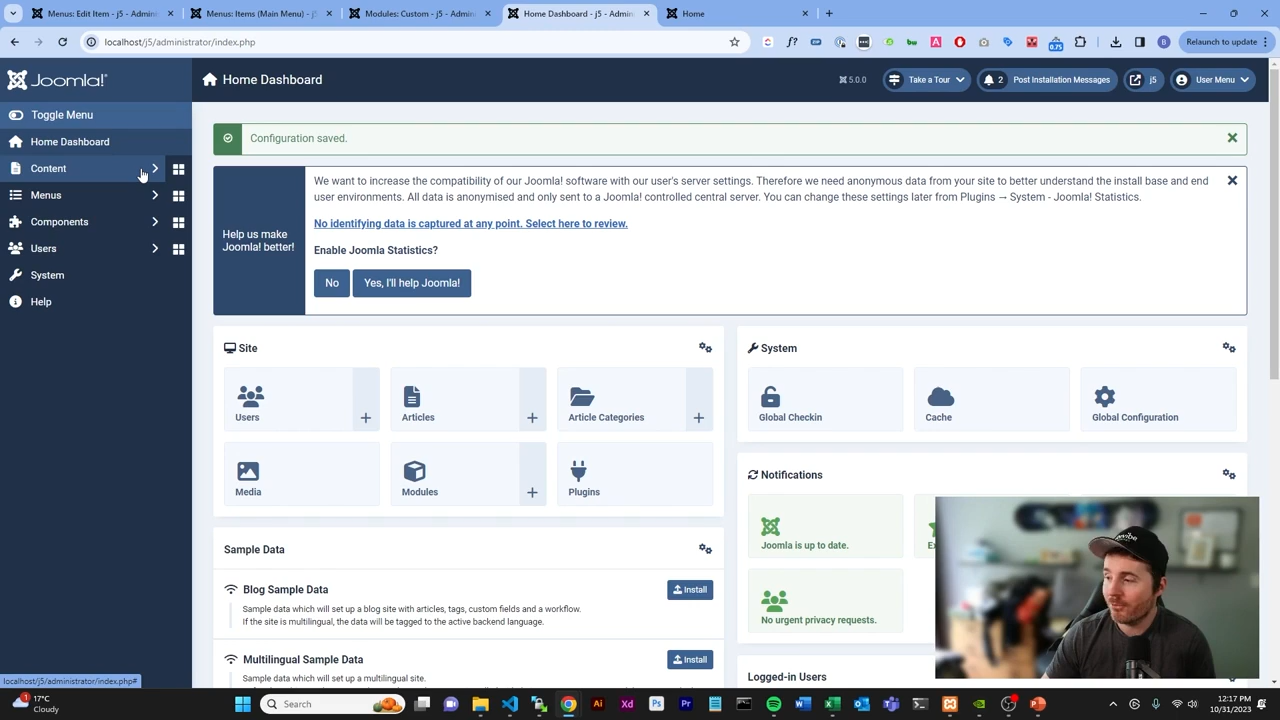 Menus: Edit Item - j5 - Admin
Menus: Items (Main Menu) - j5
Modules: Custom - j5 - Admin
Home Dashboard - j5 - Admin
Home
localhost/j5/administrator/index.php
0.75
B
Relaunch to update
Joomla!
Home Dashboard
5.0.0
Take a Tour
2
Post Installation Messages
j5
User Menu
Toggle Menu
Home Dashboard
Content
Menus
Components
Users
System
Help
Configuration saved.
Help us make
Joomla! better!
We want to increase the compatibility of our Joomla! software with our user's server settings. Therefore we need anonymous data from your site to better understand the install base and end
user environments. All data is anonymised and only sent to a Joomla! controlled central server. You can change these settings later from Plugins → System - Joomla! Statistics.
No identifying data is captured at any point. Select here to review.
Enable Joomla Statistics?
No
Yes, I'll help Joomla!
Site
Users
Articles
Article Categories
Media
Modules
Plugins
System
Global Checkin
Cache
Global Configuration
Notifications
Joomla is up to date.
No urgent privacy requests.
Logged-in Users
Sample Data
Blog Sample Data
Install
Sample data which will set up a blog site with articles, tags, custom fields and a workflow.
If the site is multilingual, the data will be tagged to the active backend language.
Multilingual Sample Data
Install
Sample data which will set up a multilingual site.
localhost/j5/administrator/index.php#
1
17°C
Cloudy
Search
12:17 PM
10/31/2023